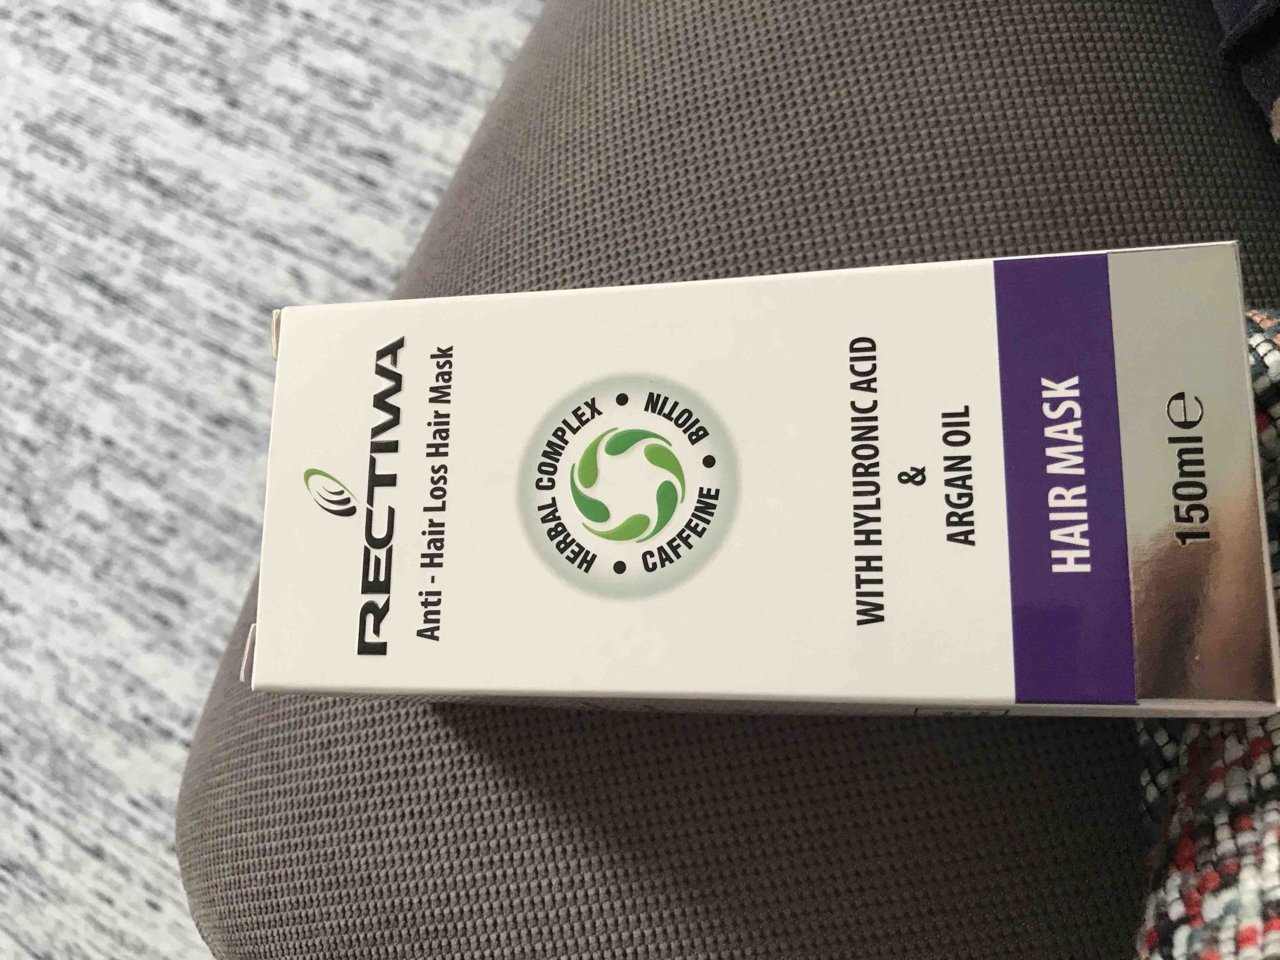 RECTIWA
Anti - Hair Loss Hair Mask
HERBAL COMPLEX • BIOTIN • CAFFEINE •
WITH HYLURONIC ACID
&
ARGAN OIL
HAIR MASK
150ml℮